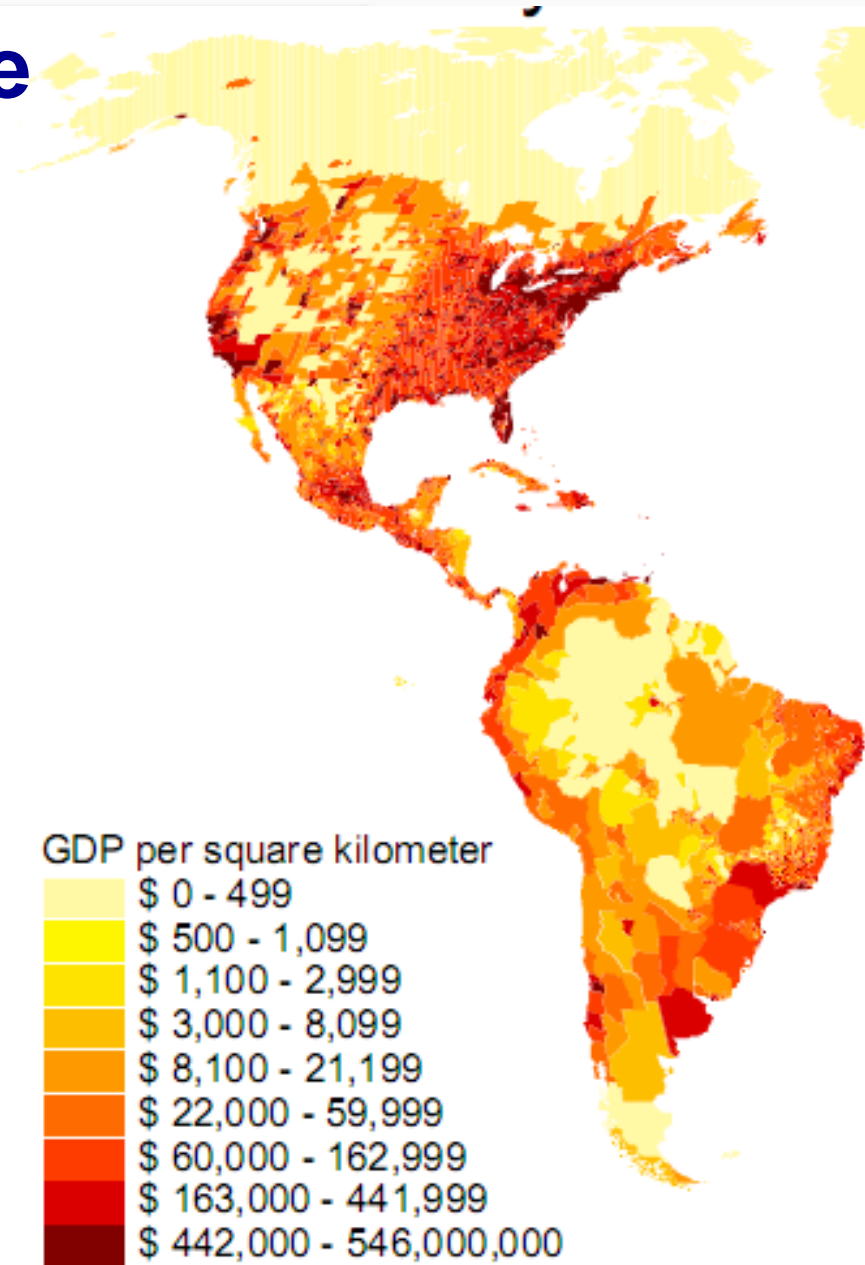 e
GDP per square kilometer
$ 0 - 499
$ 500 - 1,099
$ 1,100 - 2,999
$ 3,000 - 8,099
$ 8,100 - 21,199
$ 22,000 - 59,999
$ 60,000 - 162,999
$ 163,000 - 441,999
$ 442,000 - 546,000,000